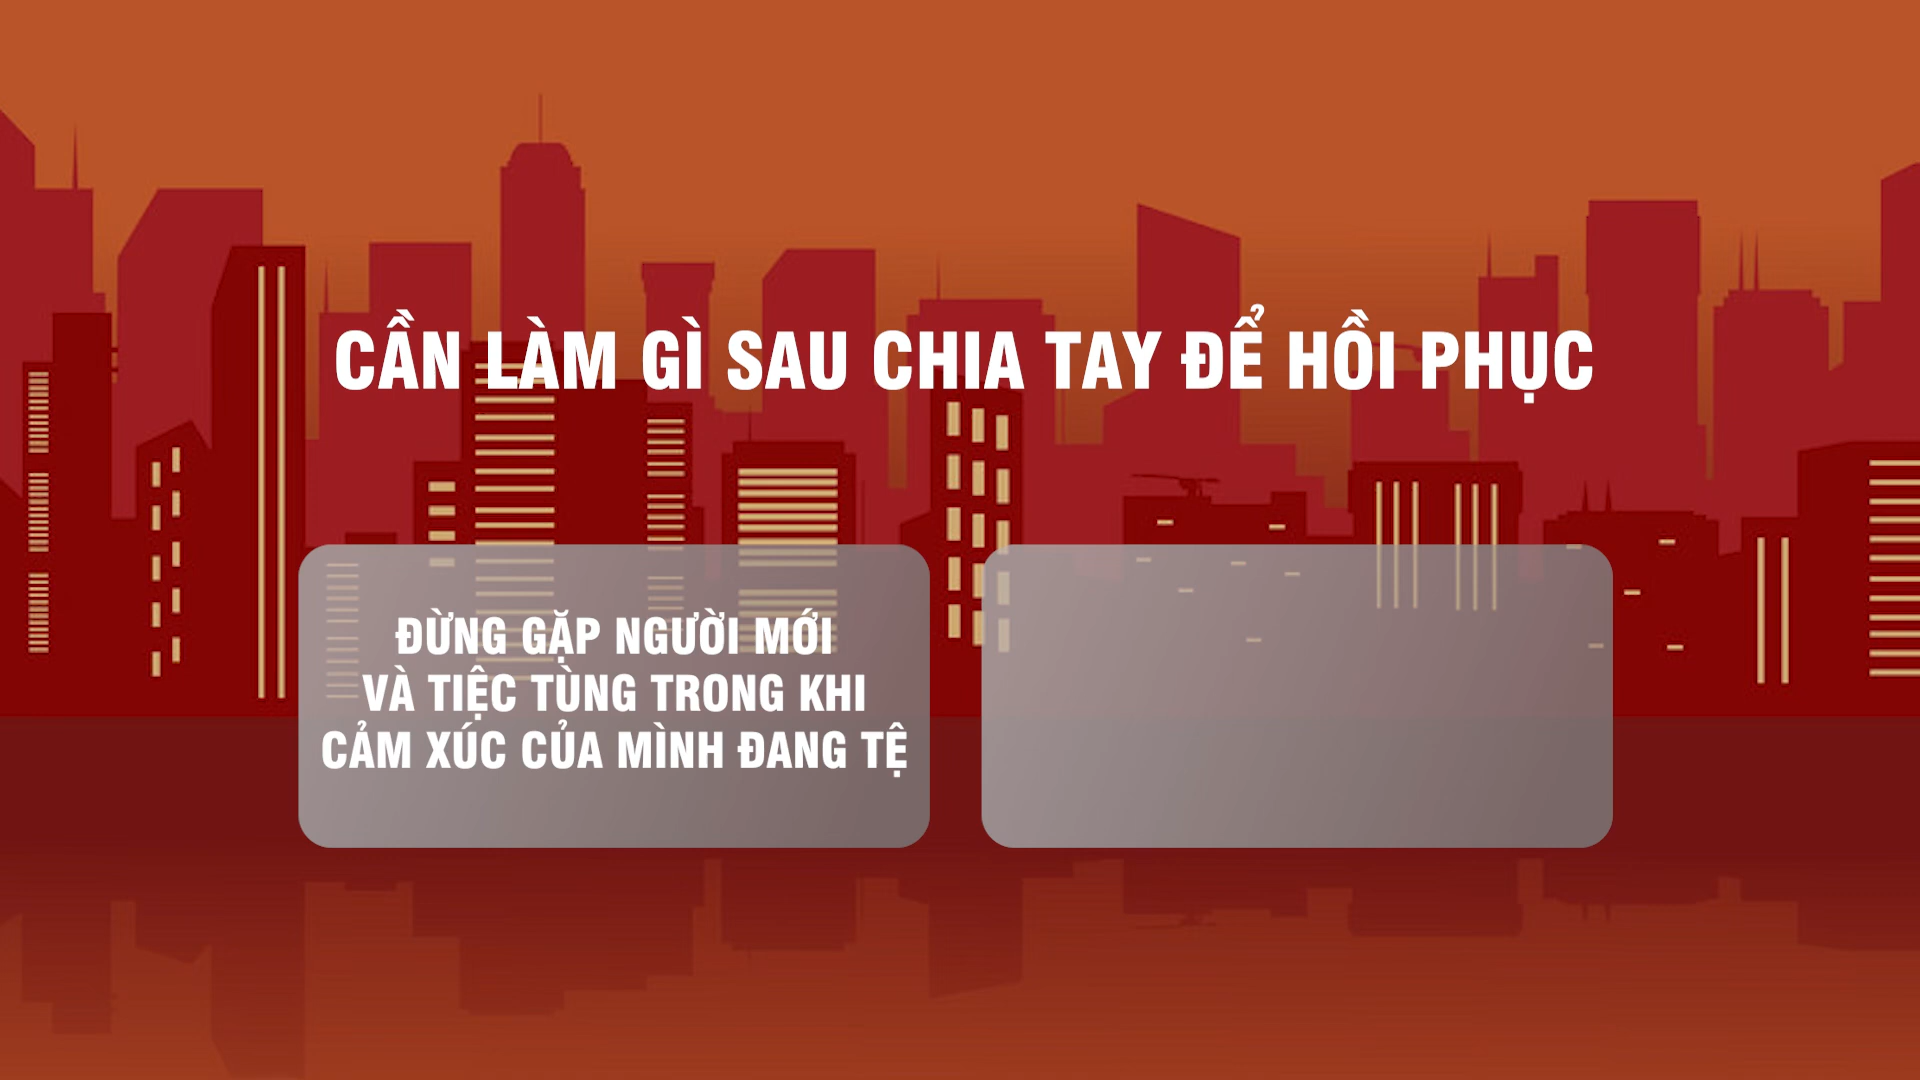 CẦN LÀM GÌ SAU CHIA TAY ĐỂ HỒI PHỤC
ĐỪNG GẶP NGƯỜI MỚI
VÀ TIỆC TÙNG TRONG KHI
CẢM XÚC CỦA MÌNH ĐANG TỆ